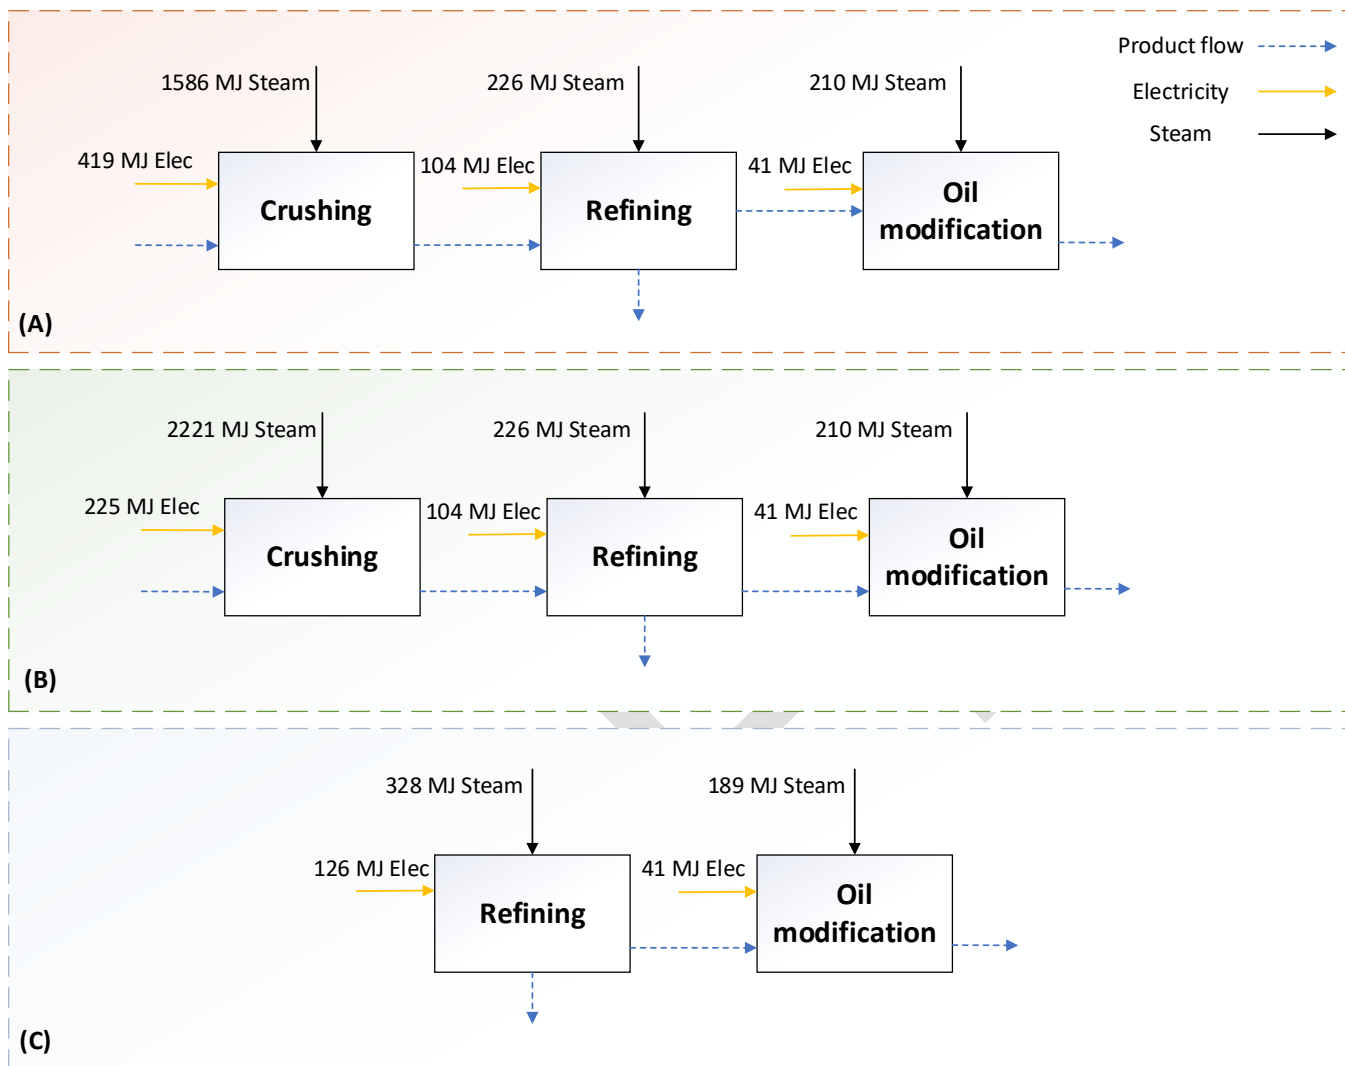 Product flow
Electricity
Steam
1586 MJ Steam
226 MJ Steam
210 MJ Steam
419 MJ Elec
104 MJ Elec
41 MJ Elec
Crushing
Refining
Oil
modification
(A)
2221 MJ Steam
226 MJ Steam
210 MJ Steam
225 MJ Elec
104 MJ Elec
41 MJ Elec
Crushing
Refining
Oil
modification
(B)
328 MJ Steam
189 MJ Steam
126 MJ Elec
41 MJ Elec
Refining
Oil
modification
(C)